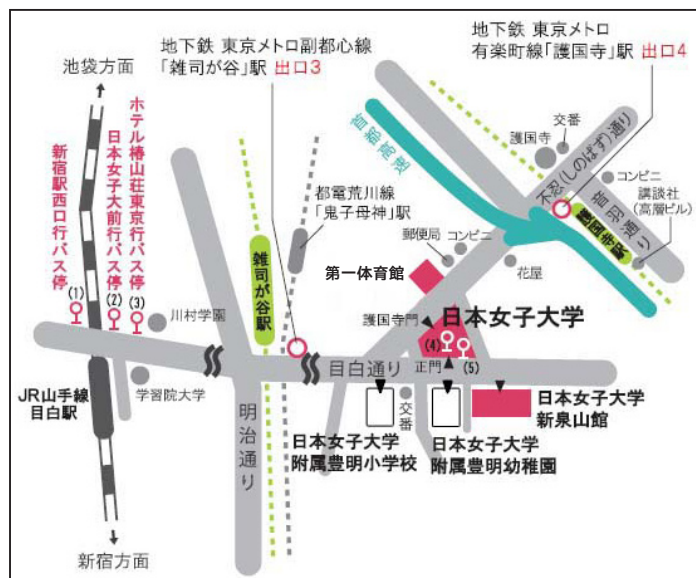 地下鉄 東京メトロ副都心線
「雑司が谷」駅 出口3
地下鉄 東京メトロ
有楽町線「護国寺」駅 出口4
池袋方面
ホテル椿山荘東京行バス停
日本女子大前行バス停
新宿駅西口行バス停
(1)
(2)
(3)
川村学園
学習院大学
JR山手線
目白駅
新宿方面
雑司が谷駅
都電荒川線
「鬼子母神」駅
首都高速
護国寺
交番
不忍(しのばず)通り
音羽通り
コンビニ
講談社
(高層ビル)
護国寺駅
郵便局
コンビニ
花屋
第一体育館
護国寺門
日本女子大学
(4)
(5)
正門
目白通り
明治通り
交番
日本女子大学
附属豊明小学校
日本女子大学
附属豊明幼稚園
日本女子大学
新泉山館